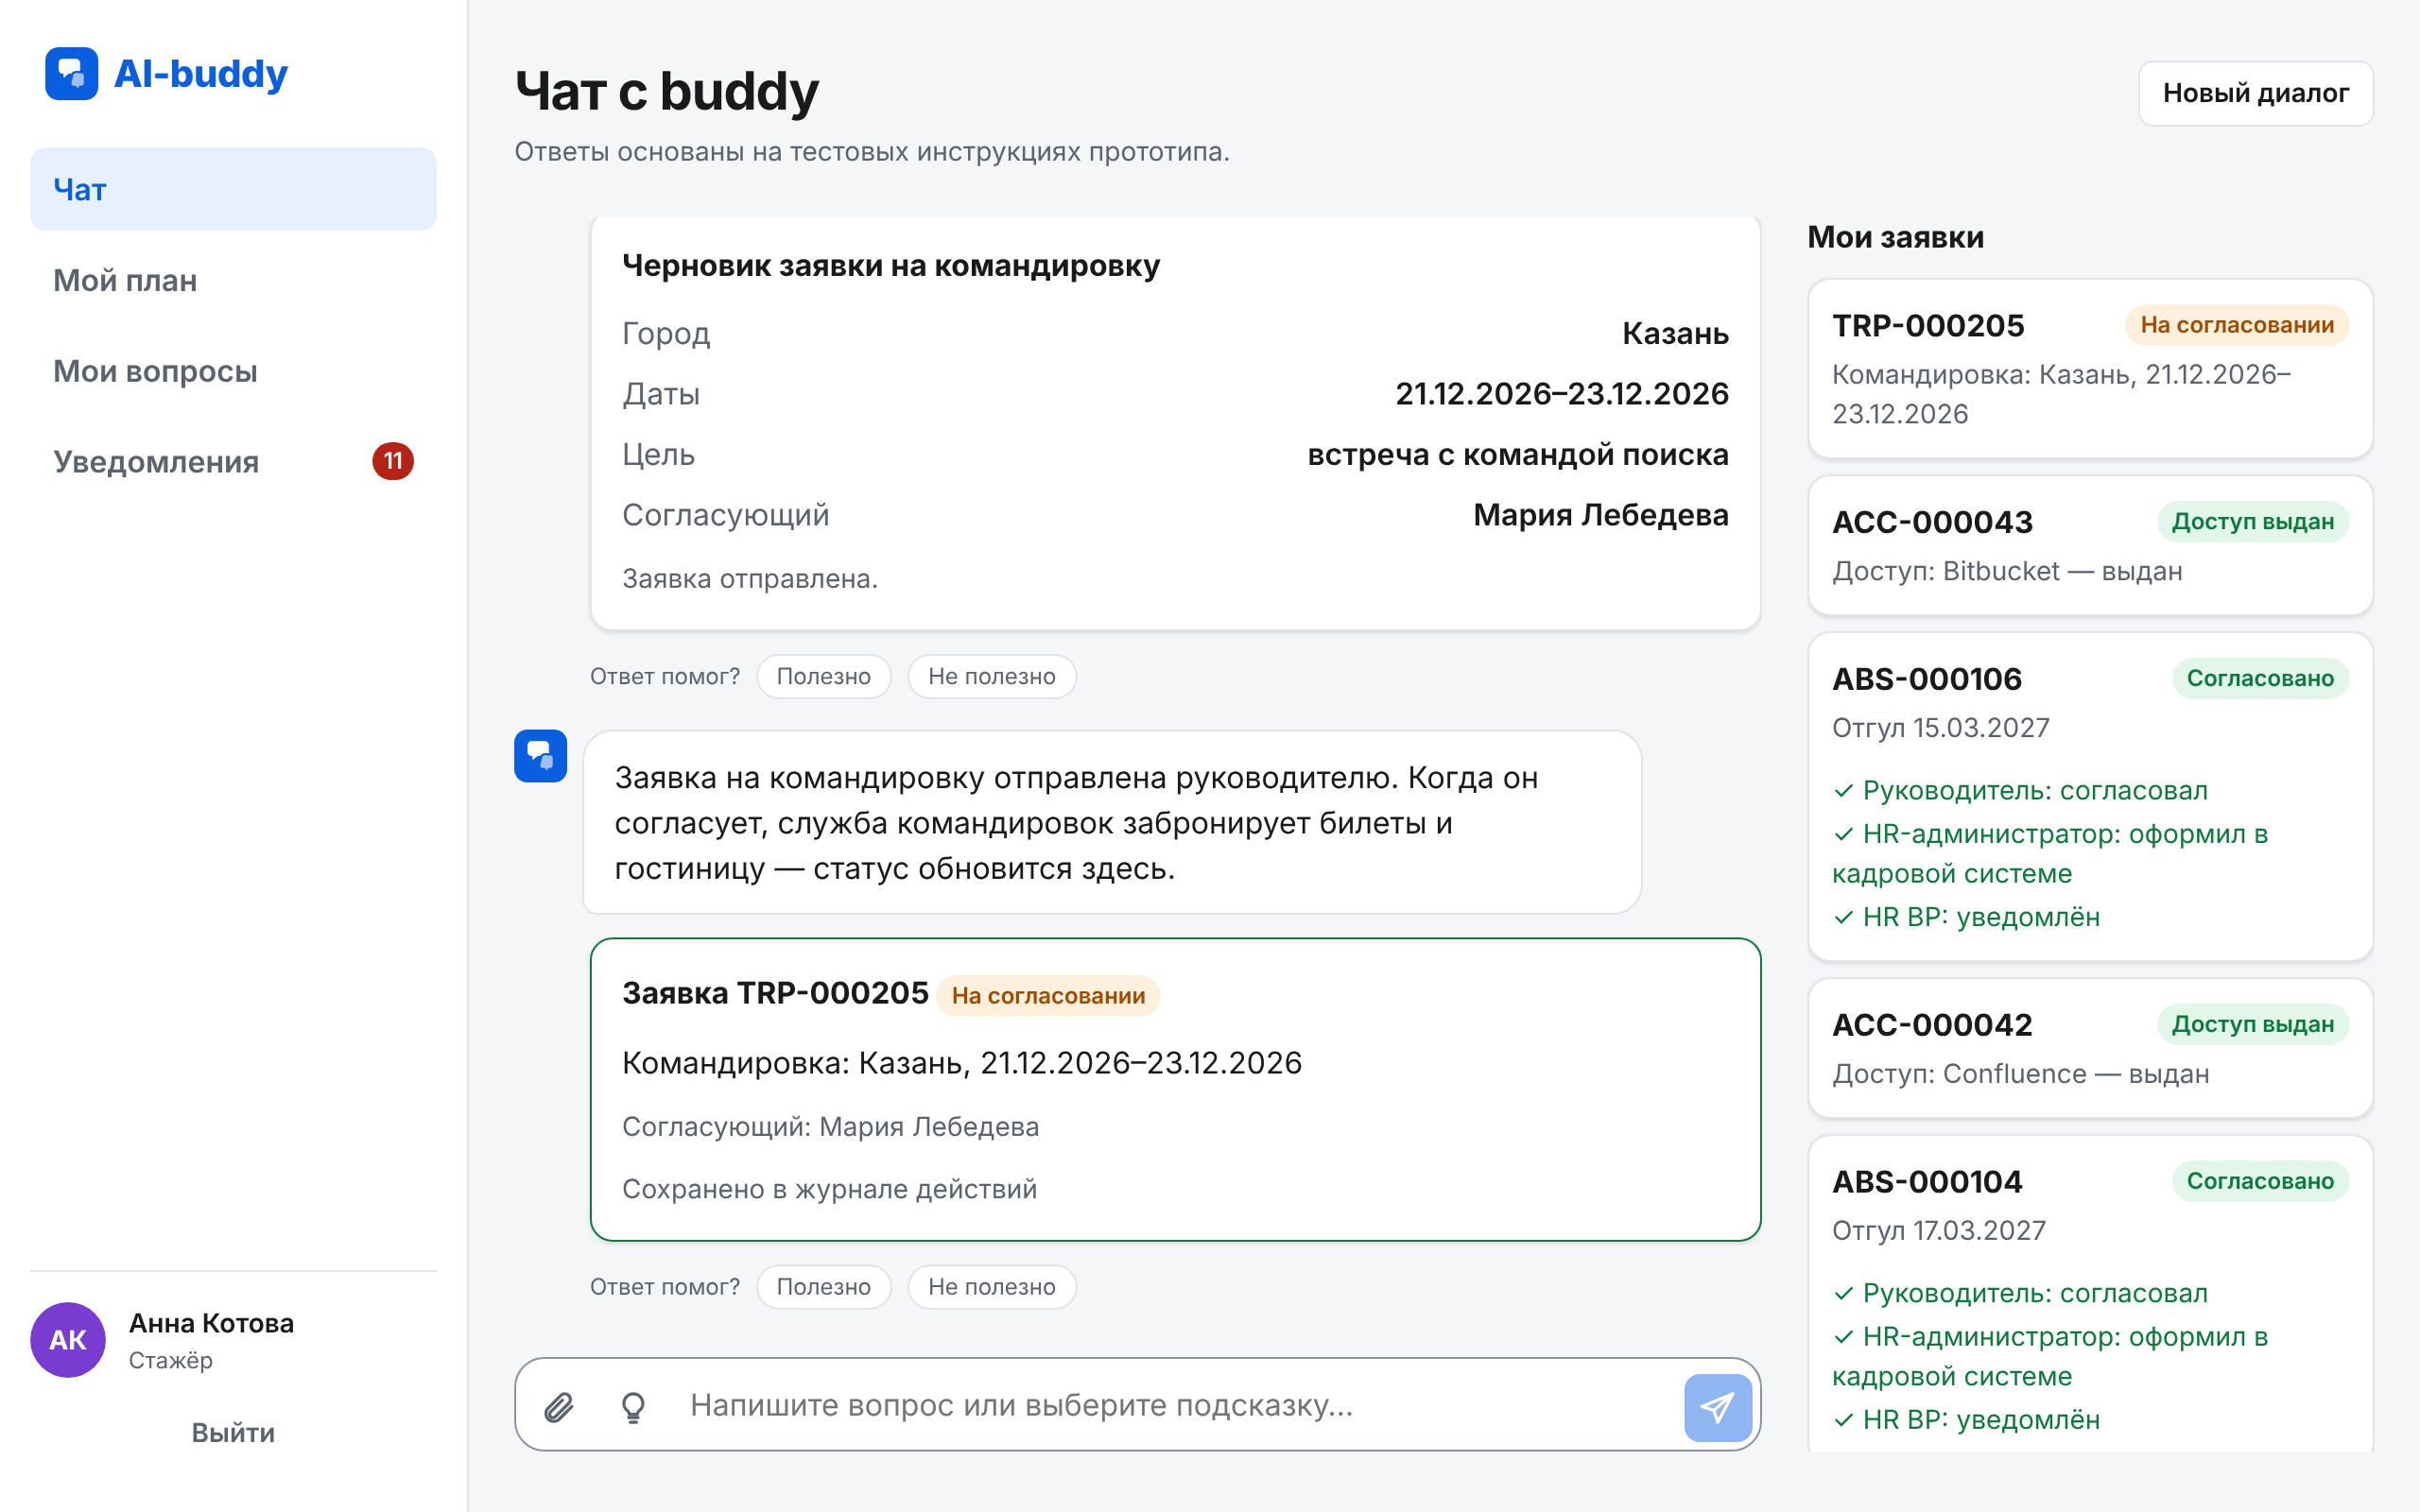 AI-buddy
Чат
Мой план
Мои вопросы
Уведомления 11
АК
Анна Котова
Стажёр
Выйти
Чат с buddy
Ответы основаны на тестовых инструкциях прототипа.
Новый диалог
Черновик заявки на командировку
Город Казань
Даты 21.12.2026–23.12.2026
Цель встреча с командой поиска
Согласующий Мария Лебедева
Заявка отправлена.
Ответ помог? Полезно Не полезно
Заявка на командировку отправлена руководителю. Когда он
согласует, служба командировок забронирует билеты и
гостиницу — статус обновится здесь.
Заявка TRP-000205 На согласовании
Командировка: Казань, 21.12.2026–23.12.2026
Согласующий: Мария Лебедева
Сохранено в журнале действий
Ответ помог? Полезно Не полезно
Напишите вопрос или выберите подсказку...
Мои заявки
TRP-000205 На согласовании
Командировка: Казань, 21.12.2026–
23.12.2026
ACC-000043 Доступ выдан
Доступ: Bitbucket — выдан
ABS-000106 Согласовано
Отгул 15.03.2027
✓ Руководитель: согласовал
✓ HR-администратор: оформил в
кадровой системе
✓ HR BP: уведомлён
ACC-000042 Доступ выдан
Доступ: Confluence — выдан
ABS-000104 Согласовано
Отгул 17.03.2027
✓ Руководитель: согласовал
✓ HR-администратор: оформил в
кадровой системе
✓ HR BP: уведомлён